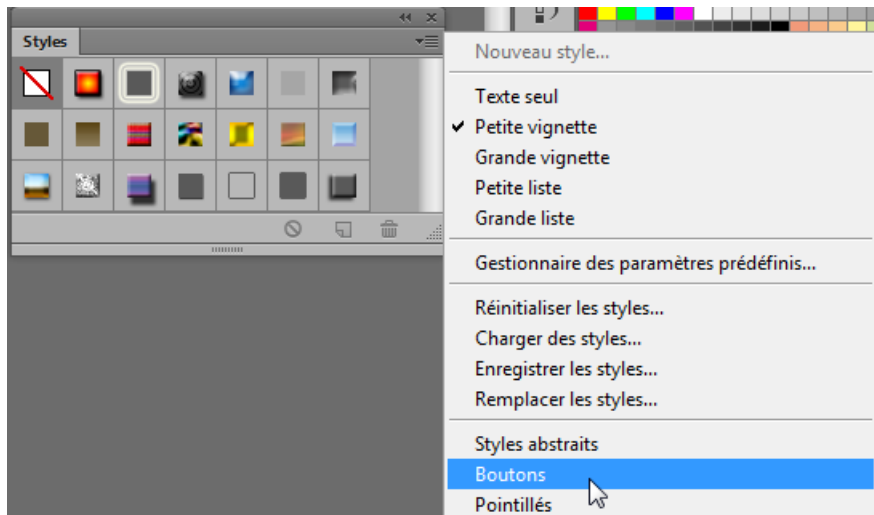 Styles
Nouveau style...
Texte seul
Petite vignette
Grande vignette
Petite liste
Grande liste
Gestionnaire des paramètres prédéfinis...
Réinitialiser les styles...
Charger des styles...
Enregistrer les styles...
Remplacer les styles...
Styles abstraits
Boutons
Pointillés